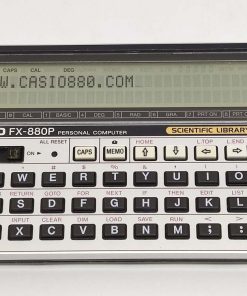 CAPS CAL DEG
W.CASIO880.COM
CAL BASIC DEG RAD GRA PRT TR
FX-880P PERSONAL COMPUTER SCIENTIFIC LIBRARY
ALL RESET HOME L.TOP L.END
ON CAPS MEMO ⇧ ⇩ ⇦ ⇨
W E R T Y U I O
RETURN GOTO FOR NEXT IF PRT EDIT LIST
S D F G H J K L
INPUT CLEAR DIM LOAD SAVE RUN < >
X C V B N M ,